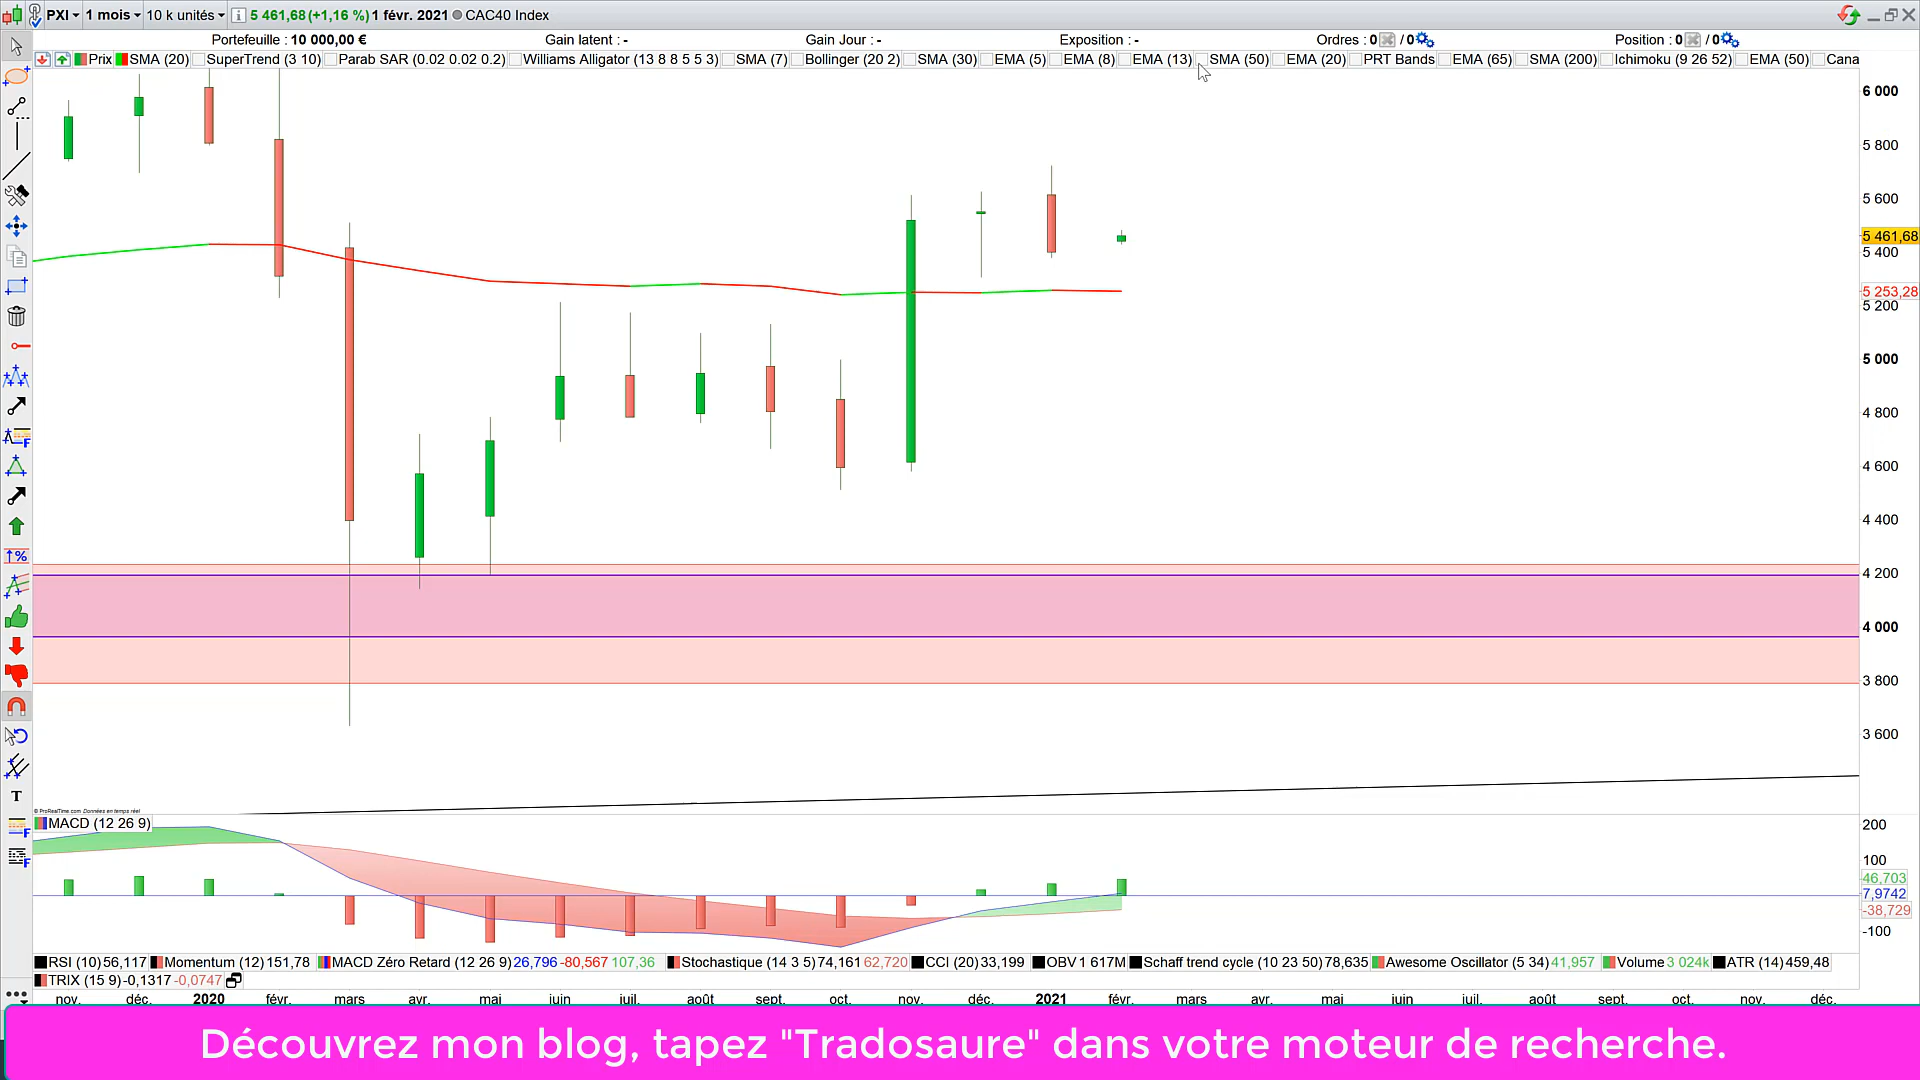 PXI 1 mois 10 k unités 5 461,68 (+1,16 %) 1 févr. 2021 CAC40 Index
Portefeuille : 10 000,00 € Gain latent : - Gain Jour : - Exposition : - Ordres : 0 / 0 Position : 0 / 0
Prix SMA (20) SuperTrend (3 10) Parab SAR (0.02 0.02 0.2) Williams Alligator (13 8 8 5 5 3) SMA (7) Bollinger (20 2) SMA (30) EMA (5) EMA (8) EMA (13) SMA (50) EMA (20) PRT Bands EMA (65) SMA (200) Ichimoku (9 26 52) EMA (50) Cana
6 000
5 800
5 600
5 461,68
5 400
5 253,28
5 200
5 000
4 800
4 600
4 400
4 200
4 000
3 800
3 600
© ProRealTime.com Données en temps réel
MACD (12 26 9)
200
100
46,703
7,9742
-38,729
-100
RSI (10) 56,117 Momentum (12) 151,78 MACD Zéro Retard (12 26 9) 26,796 -80,567 107,36 Stochastique (14 3 5) 74,161 62,720 CCI (20) 33,199 OBV 1 617M Schaff trend cycle (10 23 50) 78,635 Awesome Oscillator (5 34) 41,957 Volume 3 024k ATR (14) 459,48
TRIX (15 9) -0,1317 -0,0747
nov. déc. 2020 févr. mars avr. mai juin juil. août sept. oct. nov. déc. 2021 févr. mars avr. mai juin juil. août sept. oct. nov. déc.
Découvrez mon blog, tapez "Tradosaure" dans votre moteur de recherche.